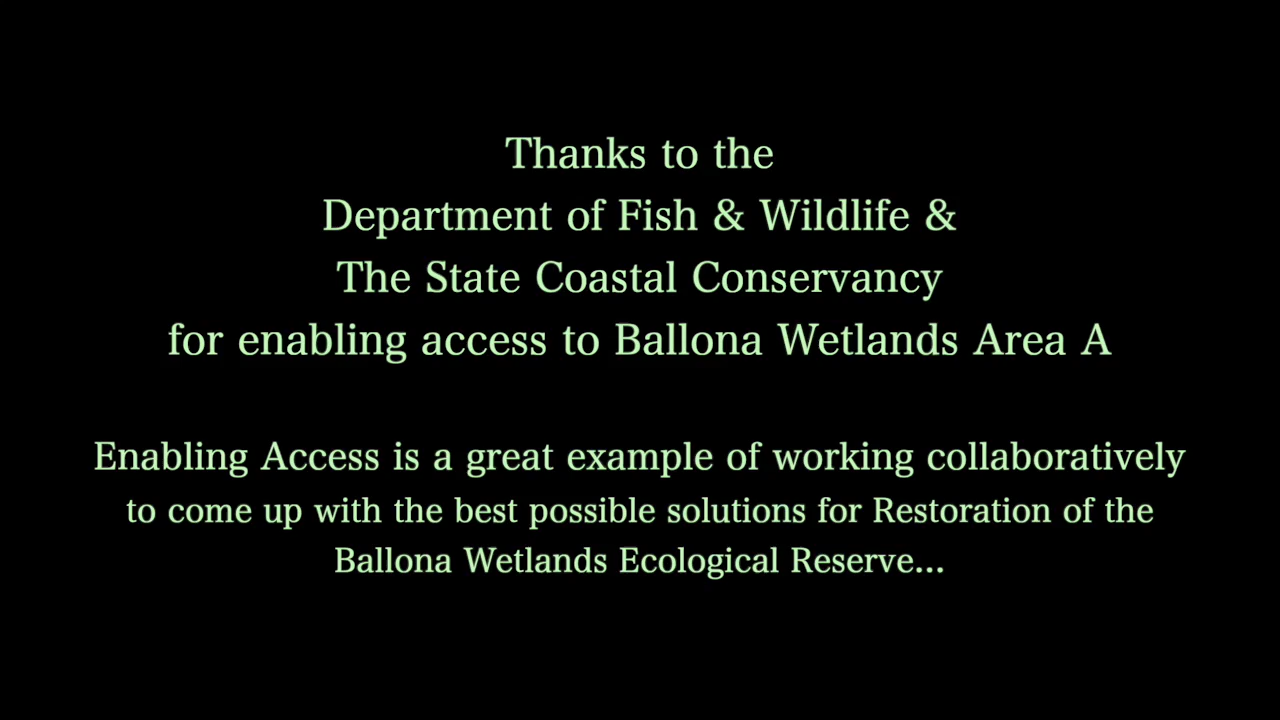 Thanks to the
Department of Fish & Wildlife &
The State Coastal Conservancy
for enabling access to Ballona Wetlands Area A
Enabling Access is a great example of working collaboratively
to come up with the best possible solutions for Restoration of the
Ballona Wetlands Ecological Reserve...